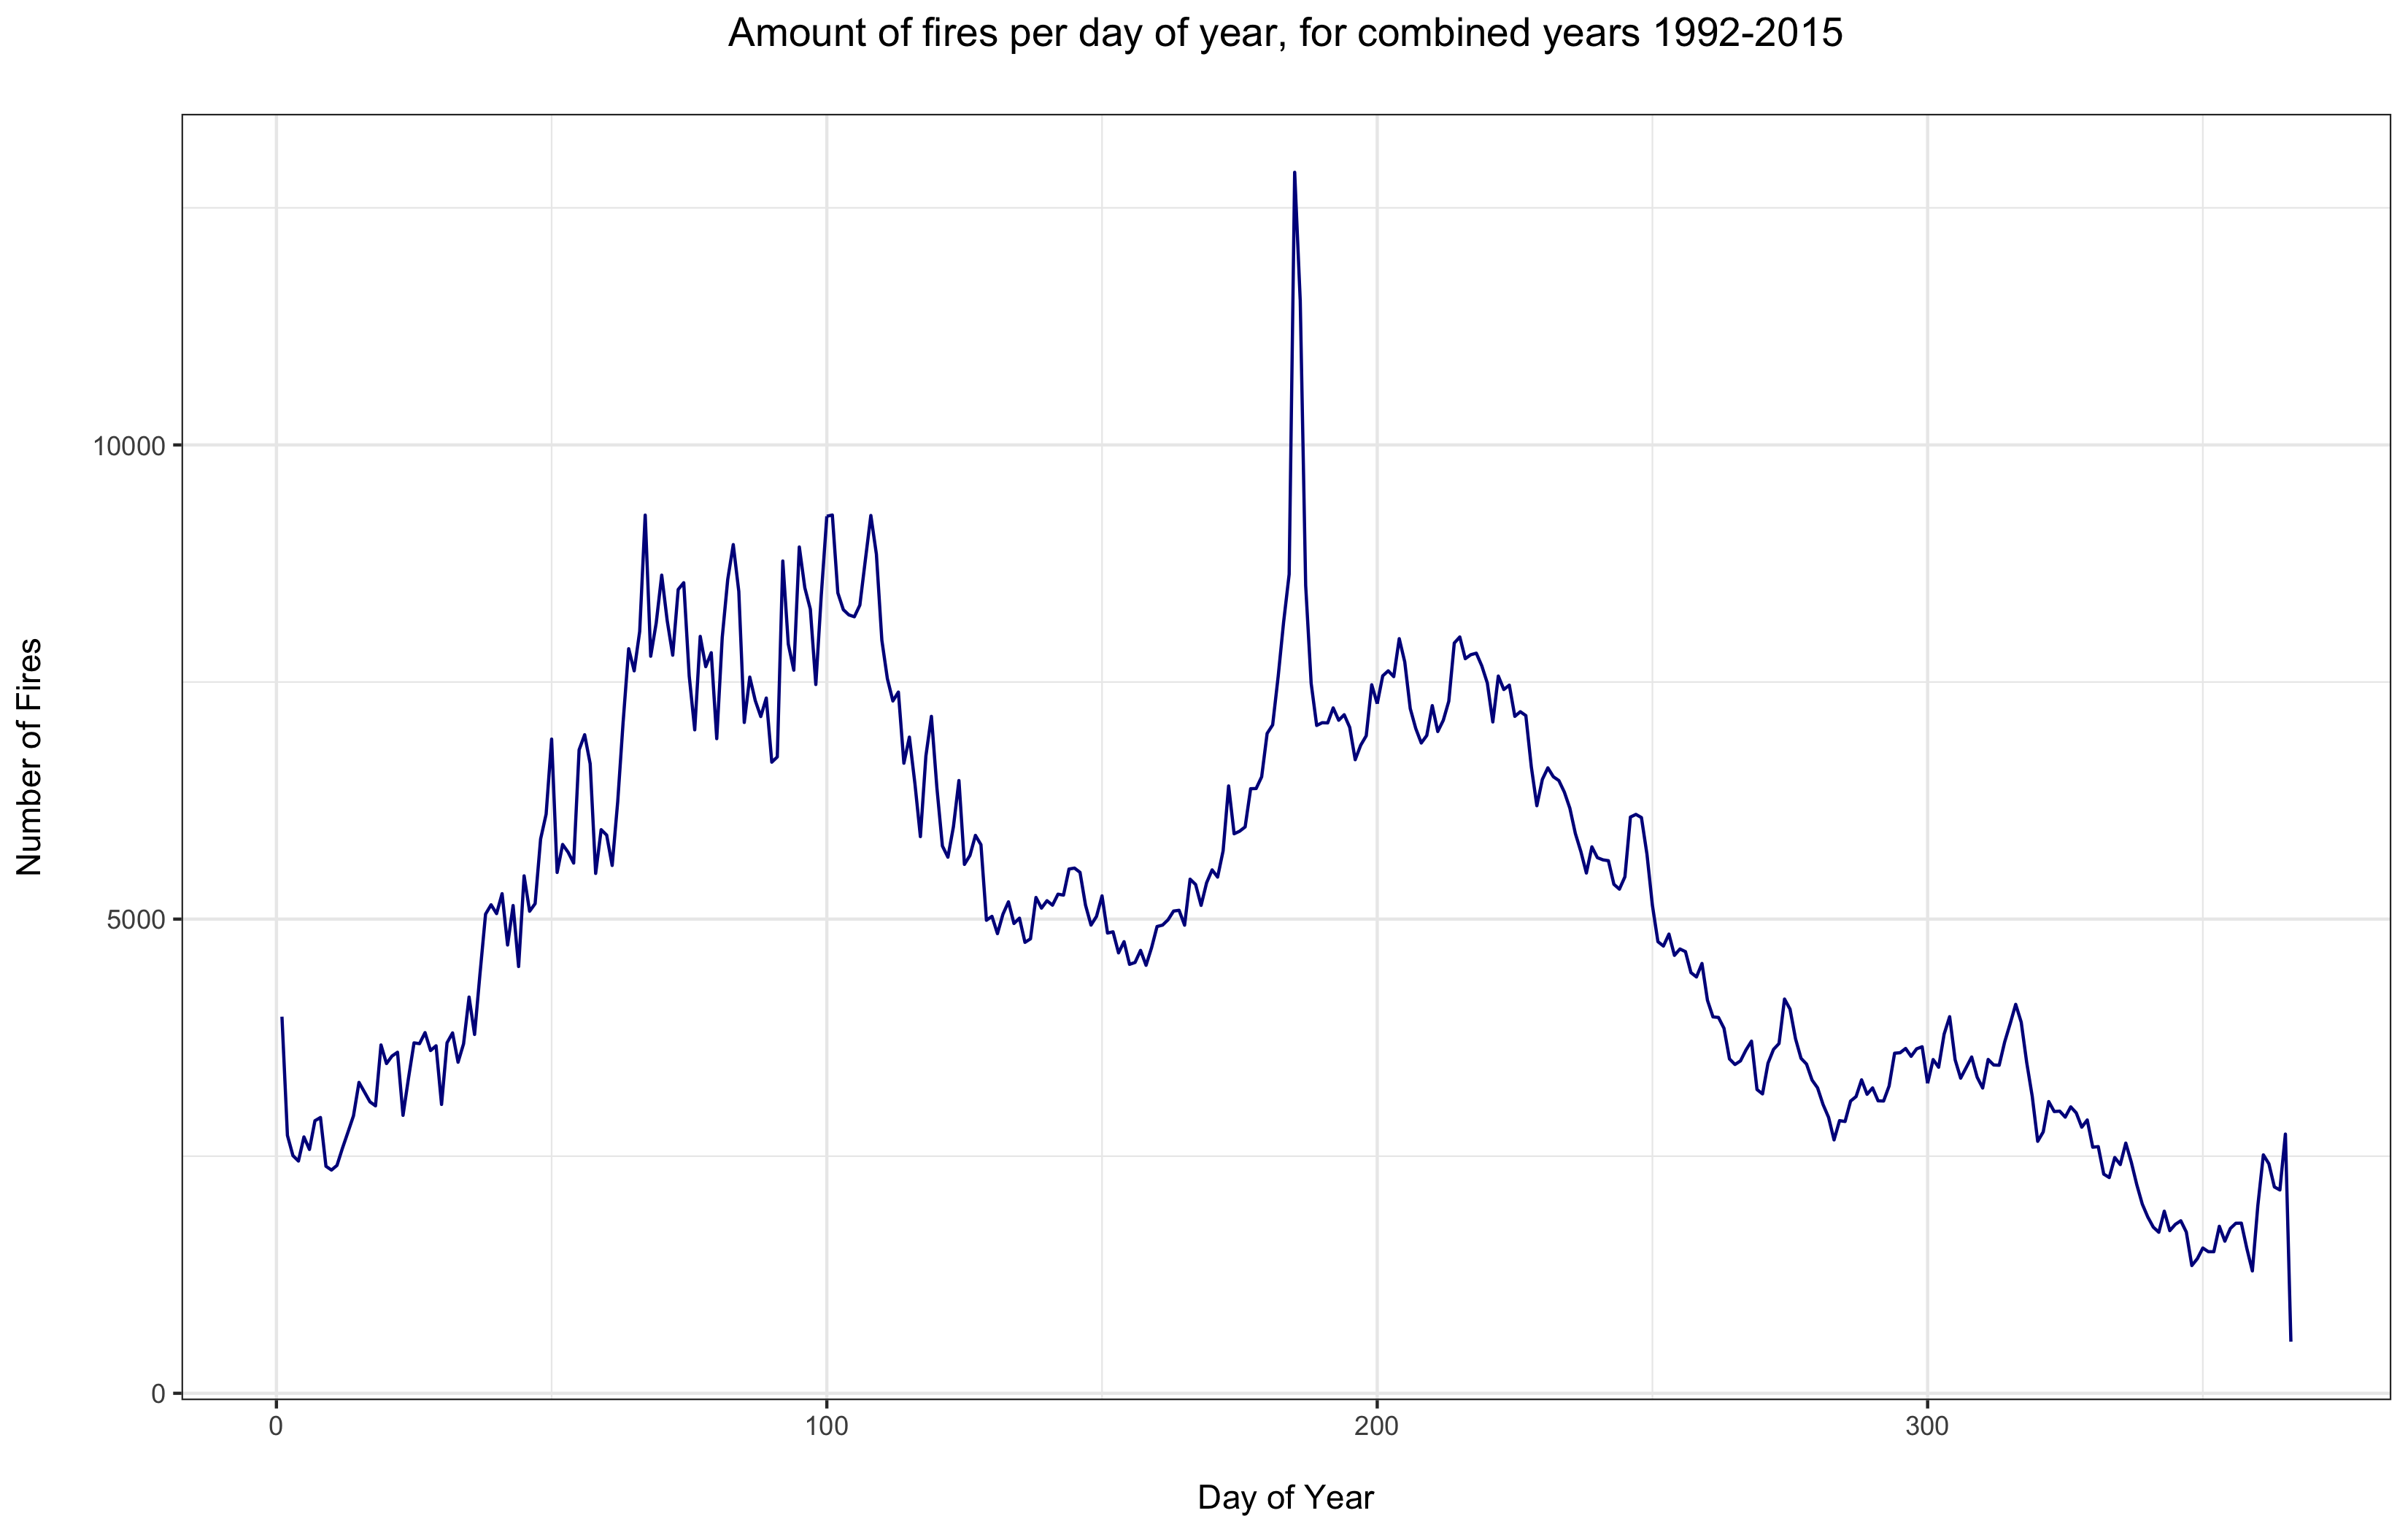 Amount of fires per day of year, for combined years 1992-2015
Number of Fires
10000
5000
0
0 100 200 300
Day of Year